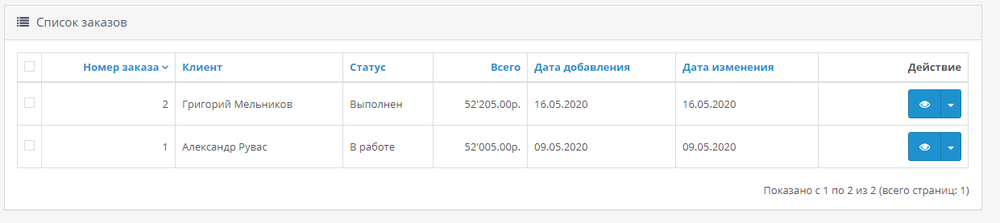 Список заказов
Номер заказа Клиент Статус Всего Дата добавления Дата изменения Действие
2 Григорий Мельников Выполнен 52'205.00р. 16.05.2020 16.05.2020
1 Александр Рувас В работе 52'005.00р. 09.05.2020 09.05.2020
Показано с 1 по 2 из 2 (всего страниц: 1)